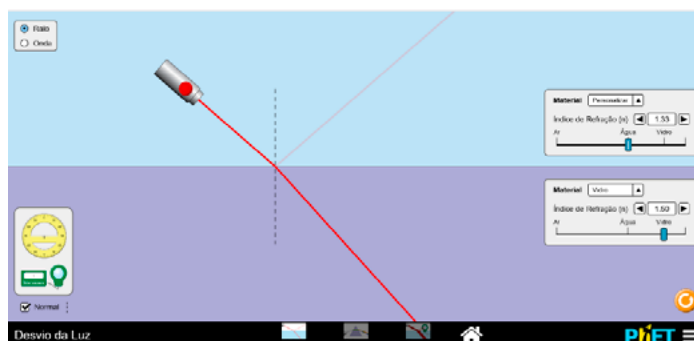 Raio
Onda
Material Personalizar
Índice de Refração (n) 1,33
Ar Água Vidro
Material Vidro
Índice de Refração (n) 1,50
Ar Água Vidro
Normal
Desvio da Luz
PhET